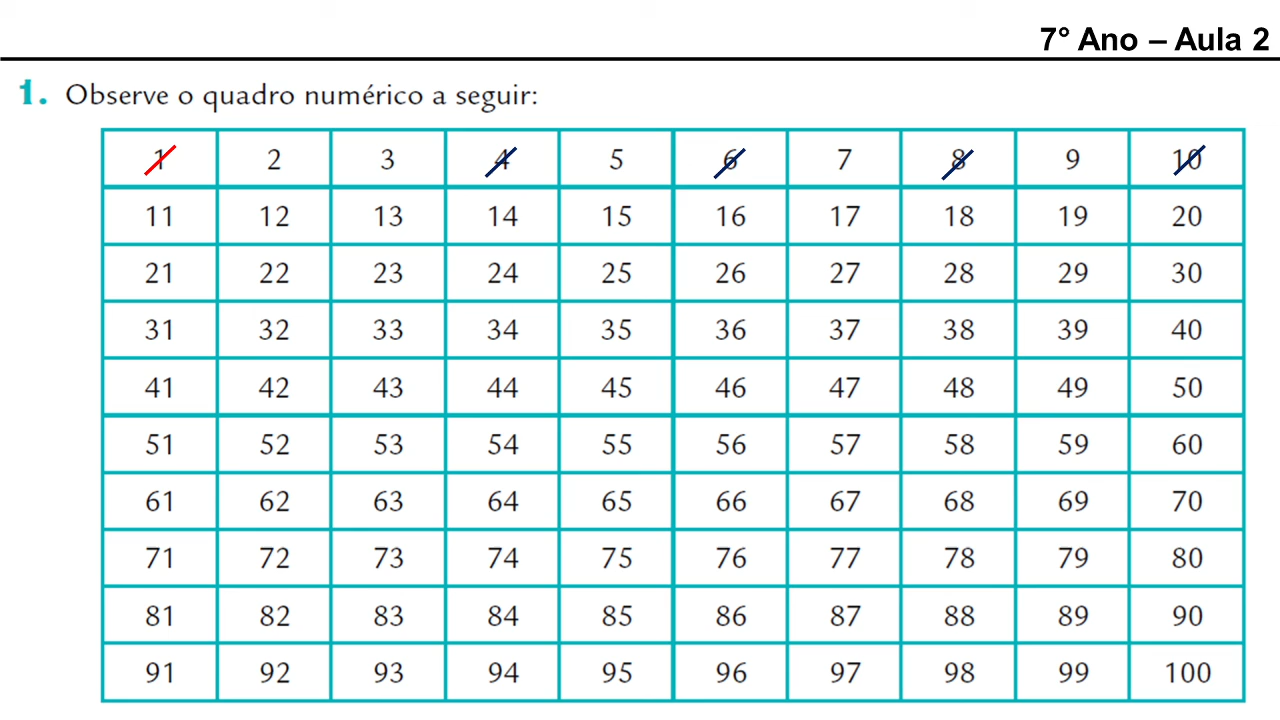 7° Ano – Aula 2
1. Observe o quadro numérico a seguir:
1 2 3 4 5 6 7 8 9 10
11 12 13 14 15 16 17 18 19 20
21 22 23 24 25 26 27 28 29 30
31 32 33 34 35 36 37 38 39 40
41 42 43 44 45 46 47 48 49 50
51 52 53 54 55 56 57 58 59 60
61 62 63 64 65 66 67 68 69 70
71 72 73 74 75 76 77 78 79 80
81 82 83 84 85 86 87 88 89 90
91 92 93 94 95 96 97 98 99 100